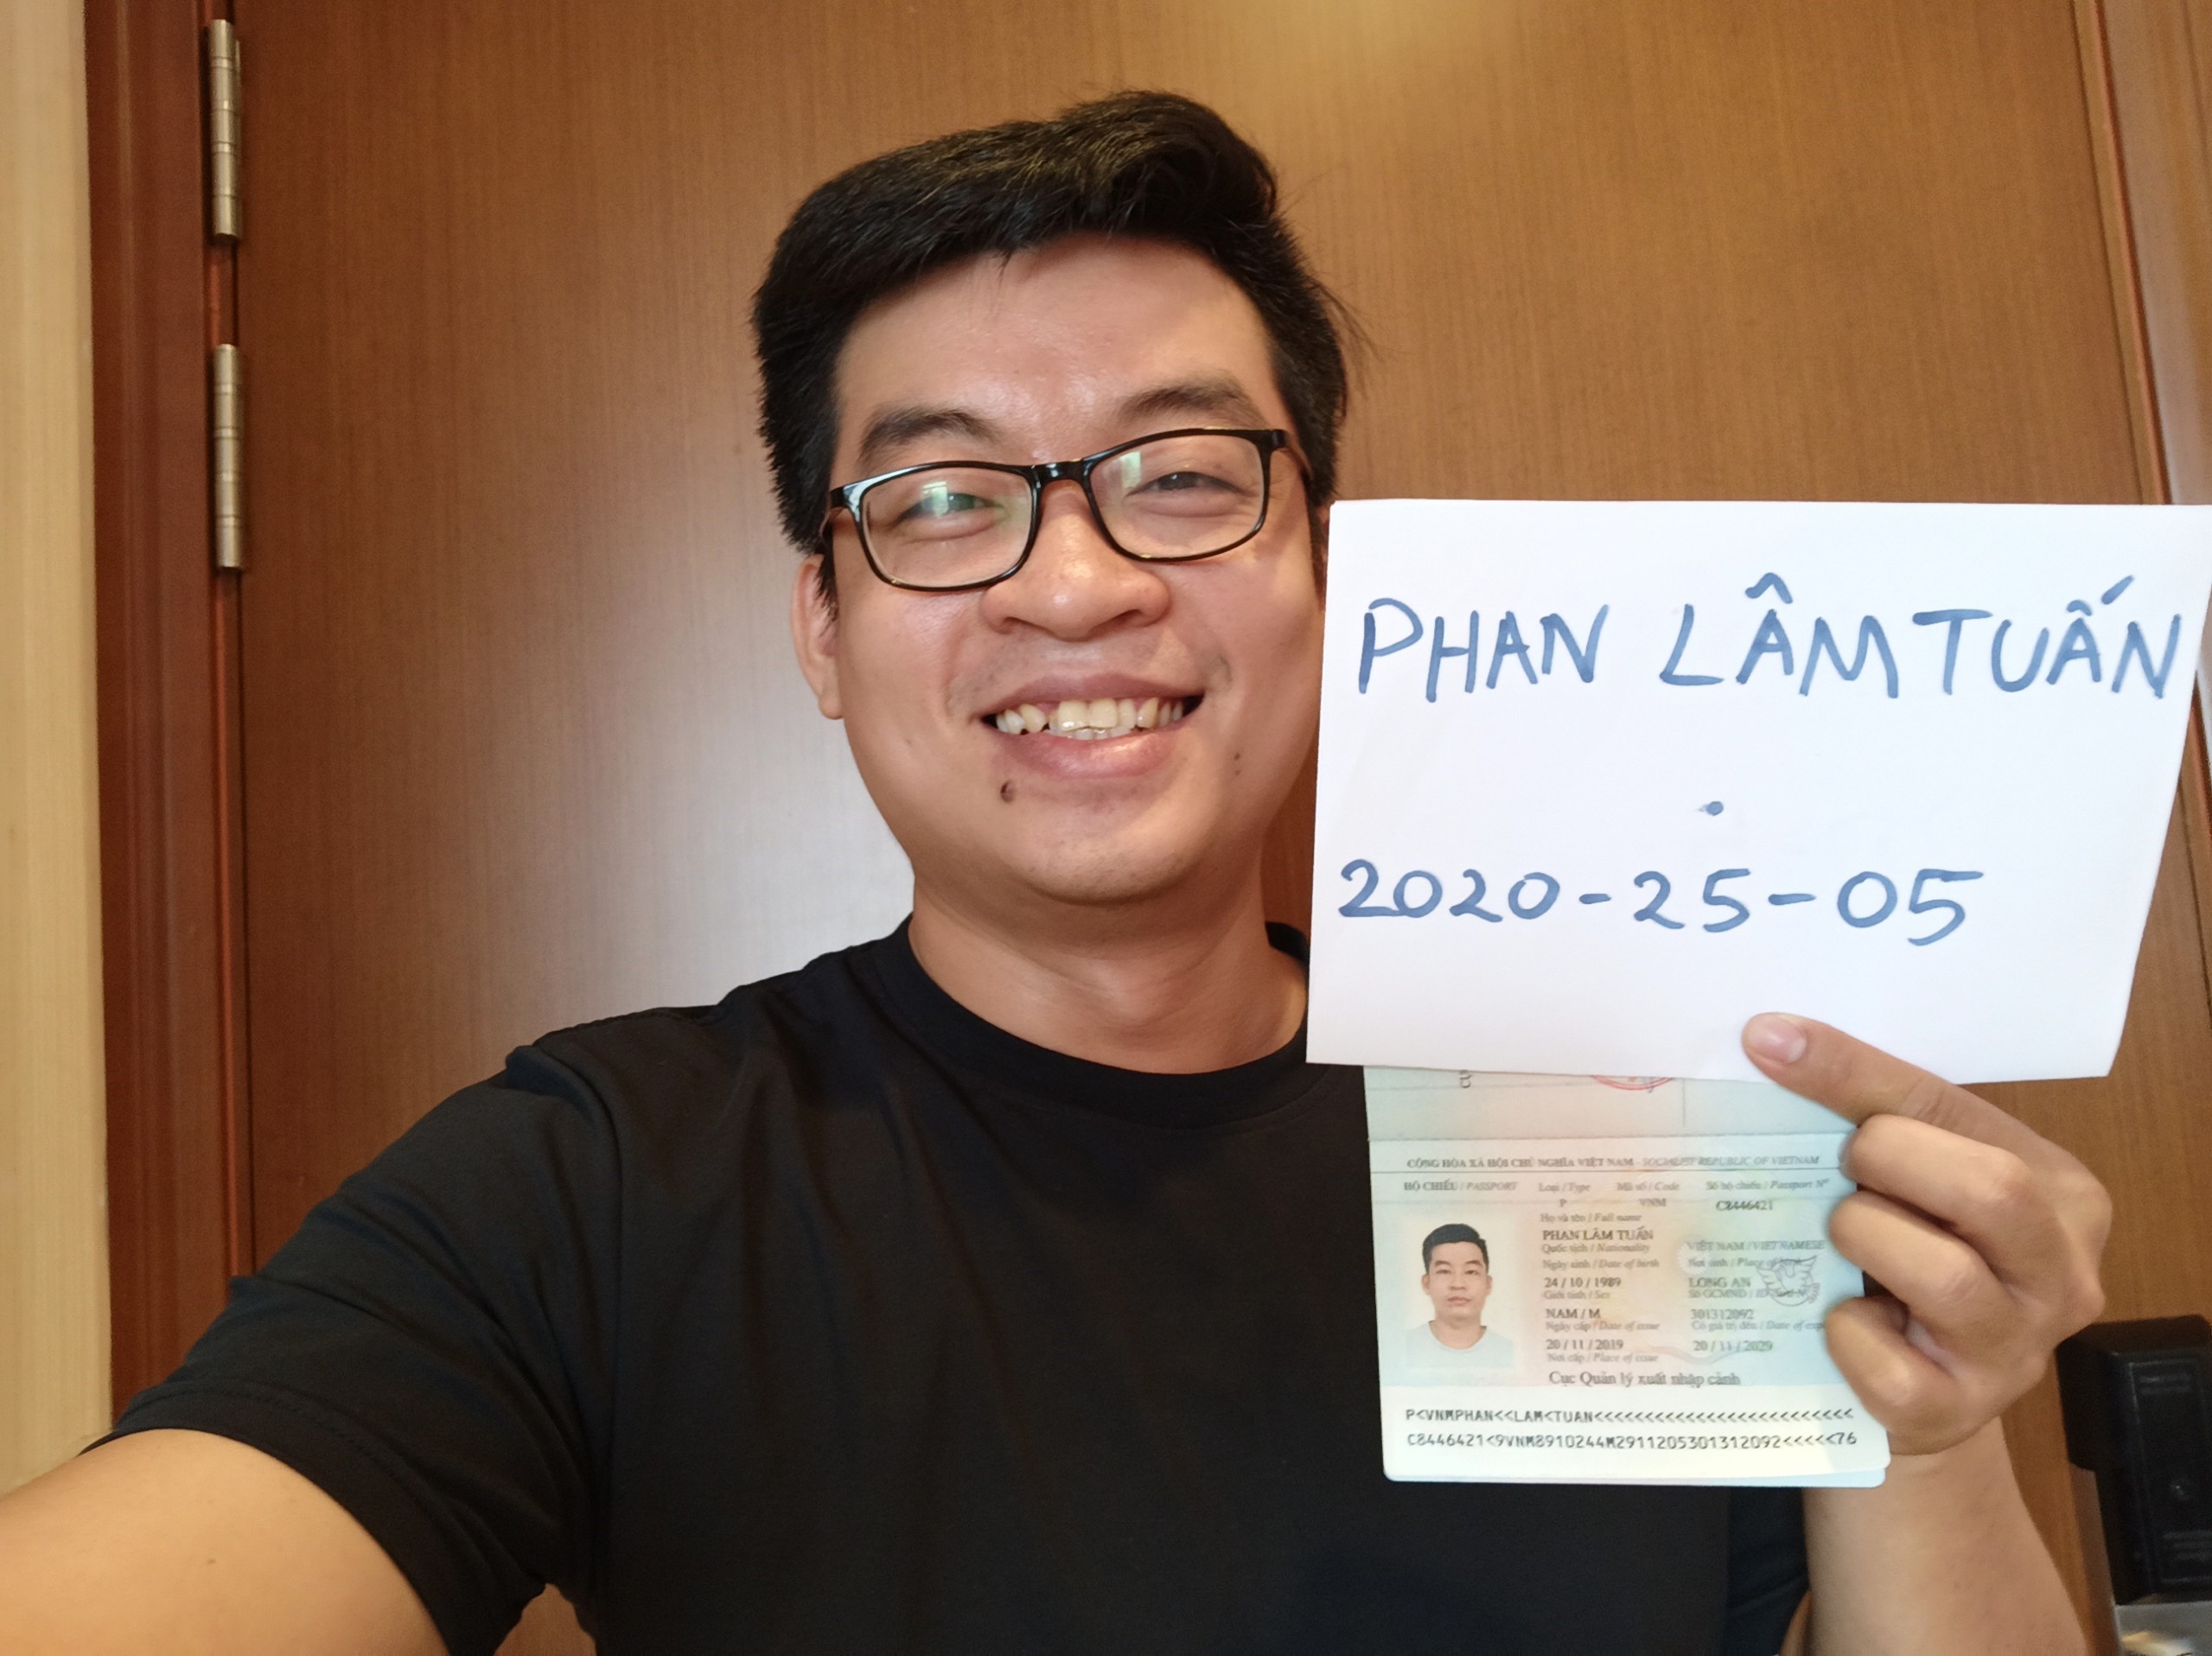 PHAN LÂM TUẤN
2020-25-05
CỘNG HÒA XÃ HỘI CHỦ NGHĨA VIỆT NAM - SOCIALIST REPUBLIC OF VIETNAM
HỘ CHIẾU / PASSPORT Loại / Type Mã số / Code Số hộ chiếu / Passport Nº
P VNM C8446421
Họ và tên / Full name
PHAN LÂM TUẤN
Quốc tịch / Nationality VIỆT NAM / VIETNAMESE
Ngày sinh / Date of birth Nơi sinh / Place of birth
24 / 10 / 1989 LONG AN
Giới tính / Sex Số GCMND / ID
NAM / M 301312092
Ngày cấp / Date of issue Có giá trị đến / Date of
20 / 11 / 2019 20 / 11 / 2029
Nơi cấp / Place of issue
Cục Quản lý xuất nhập cảnh
P<VNMPHAN<<LAM<TUAN<<<<<<<<<<<<<<<<<<<<<<<<<
C8446421<9VNM8910244M2911205301312092<<<<<76